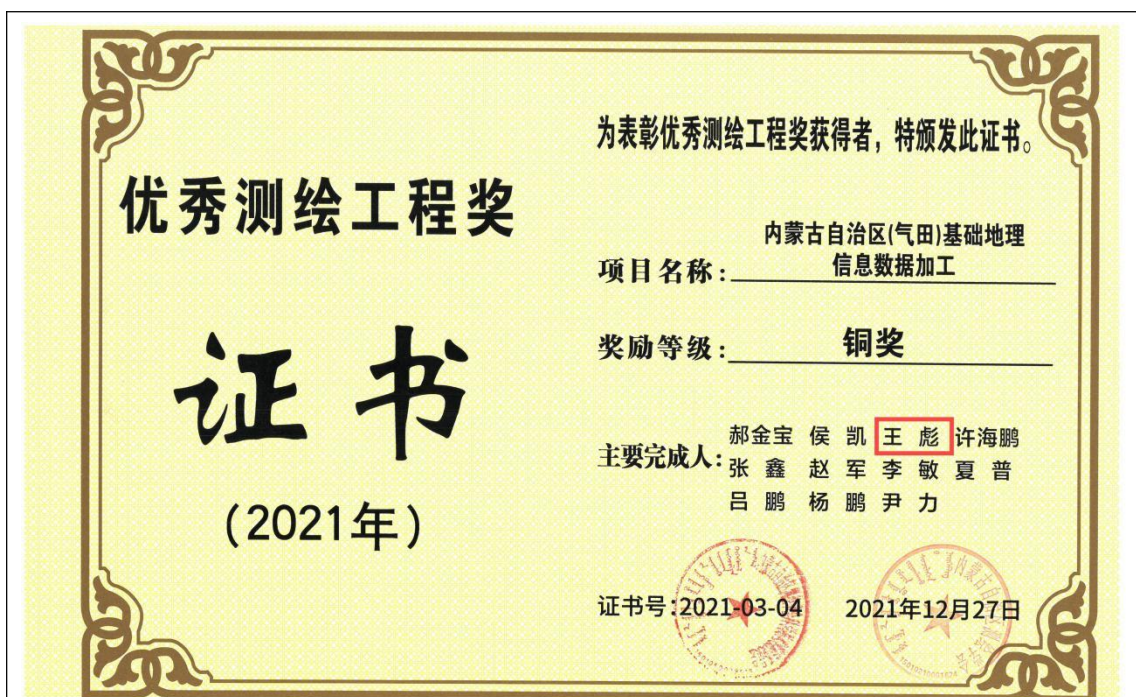 优秀测绘工程奖
证书
(2021年)
为表彰优秀测绘工程奖获得者,特颁发此证书。
项目名称:内蒙古自治区(气田)基础地理
信息数据加工
奖励等级:铜奖
主要完成人:郝金宝 侯凯 王彪 许海鹏
张鑫 赵军 李敏 夏普
吕鹏 杨鹏 尹力
证书号:2021-03-04
2021年12月27日